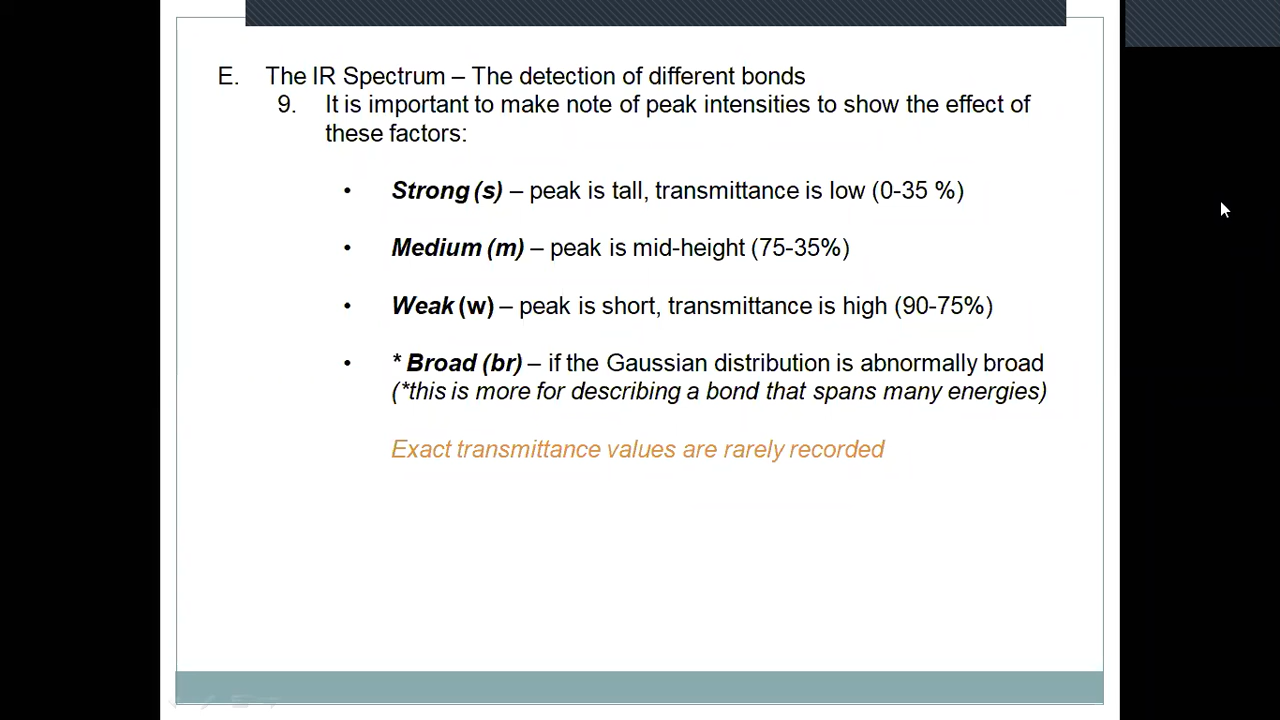 E. The IR Spectrum – The detection of different bonds
9. It is important to make note of peak intensities to show the effect of
these factors:
• Strong (s) – peak is tall, transmittance is low (0-35 %)
• Medium (m) – peak is mid-height (75-35%)
• Weak (w) – peak is short, transmittance is high (90-75%)
• * Broad (br) – if the Gaussian distribution is abnormally broad
(*this is more for describing a bond that spans many energies)
Exact transmittance values are rarely recorded